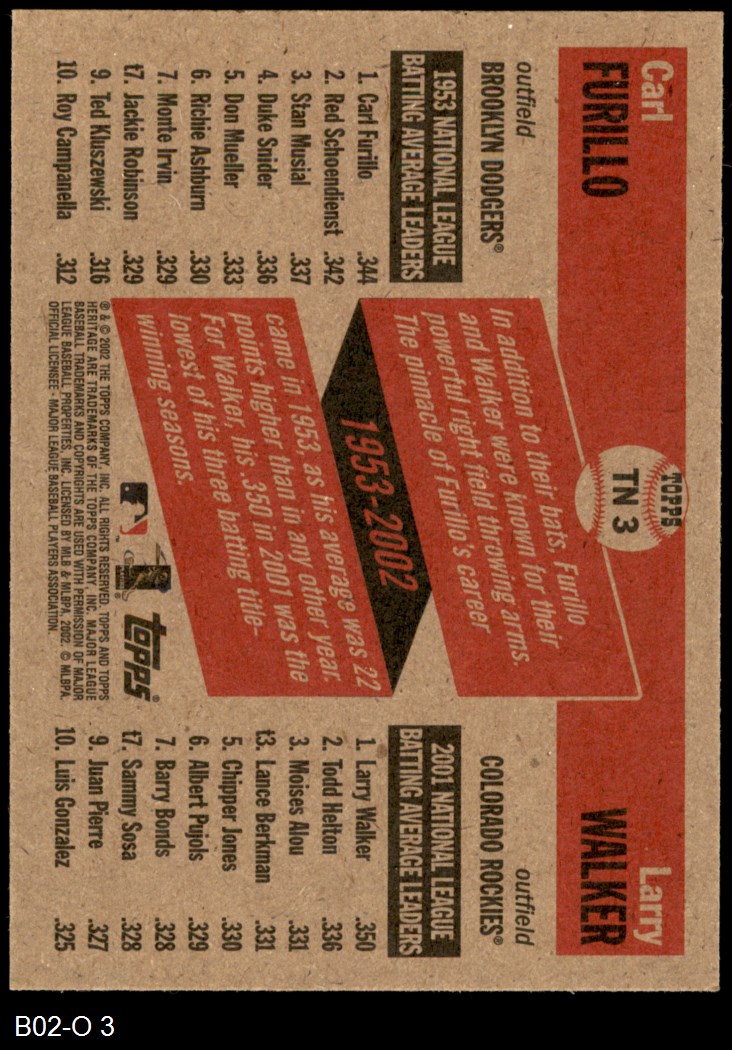 Carl
FURILLO
outfield
BROOKLYN DODGERS®
1953 NATIONAL LEAGUE
BATTING AVERAGE LEADERS
1. Carl Furillo .344
2. Red Schoendienst .342
3. Stan Musial .337
4. Duke Snider .336
5. Don Mueller .333
6. Richie Ashburn .330
7. Monte Irvin .329
t7. Jackie Robinson .329
9. Ted Kluszewski .316
10. Roy Campanella .312
TOPPS
TN 3
In addition to their bats, Furillo
and Walker were known for their
powerful right field throwing arms.
The pinnacle of Furillo's career
1953-2002
came in 1953, as his average was 22
points higher than in any other year.
For Walker, his .350 in 2001 was the
lowest of his three batting title-
winning seasons.
topps®
® & © 2002 THE TOPPS COMPANY, INC. ALL RIGHTS RESERVED. TOPPS AND TOPPS
HERITAGE ARE TRADEMARKS OF THE TOPPS COMPANY, INC. MAJOR LEAGUE
BASEBALL TRADEMARKS AND COPYRIGHTS ARE USED WITH PERMISSION OF MAJOR
LEAGUE BASEBALL PROPERTIES, INC. LICENSED BY MLB & MLBPA, 2002. © MLBPA.
OFFICIAL LICENSEE - MAJOR LEAGUE BASEBALL PLAYERS ASSOCIATION.
Larry
WALKER
outfield
COLORADO ROCKIES®
2001 NATIONAL LEAGUE
BATTING AVERAGE LEADERS
1. Larry Walker .350
2. Todd Helton .336
3. Moises Alou .331
t3. Lance Berkman .331
5. Chipper Jones .330
6. Albert Pujols .329
7. Barry Bonds .328
t7. Sammy Sosa .328
9. Juan Pierre .327
10. Luis Gonzalez .325
B02-O 3